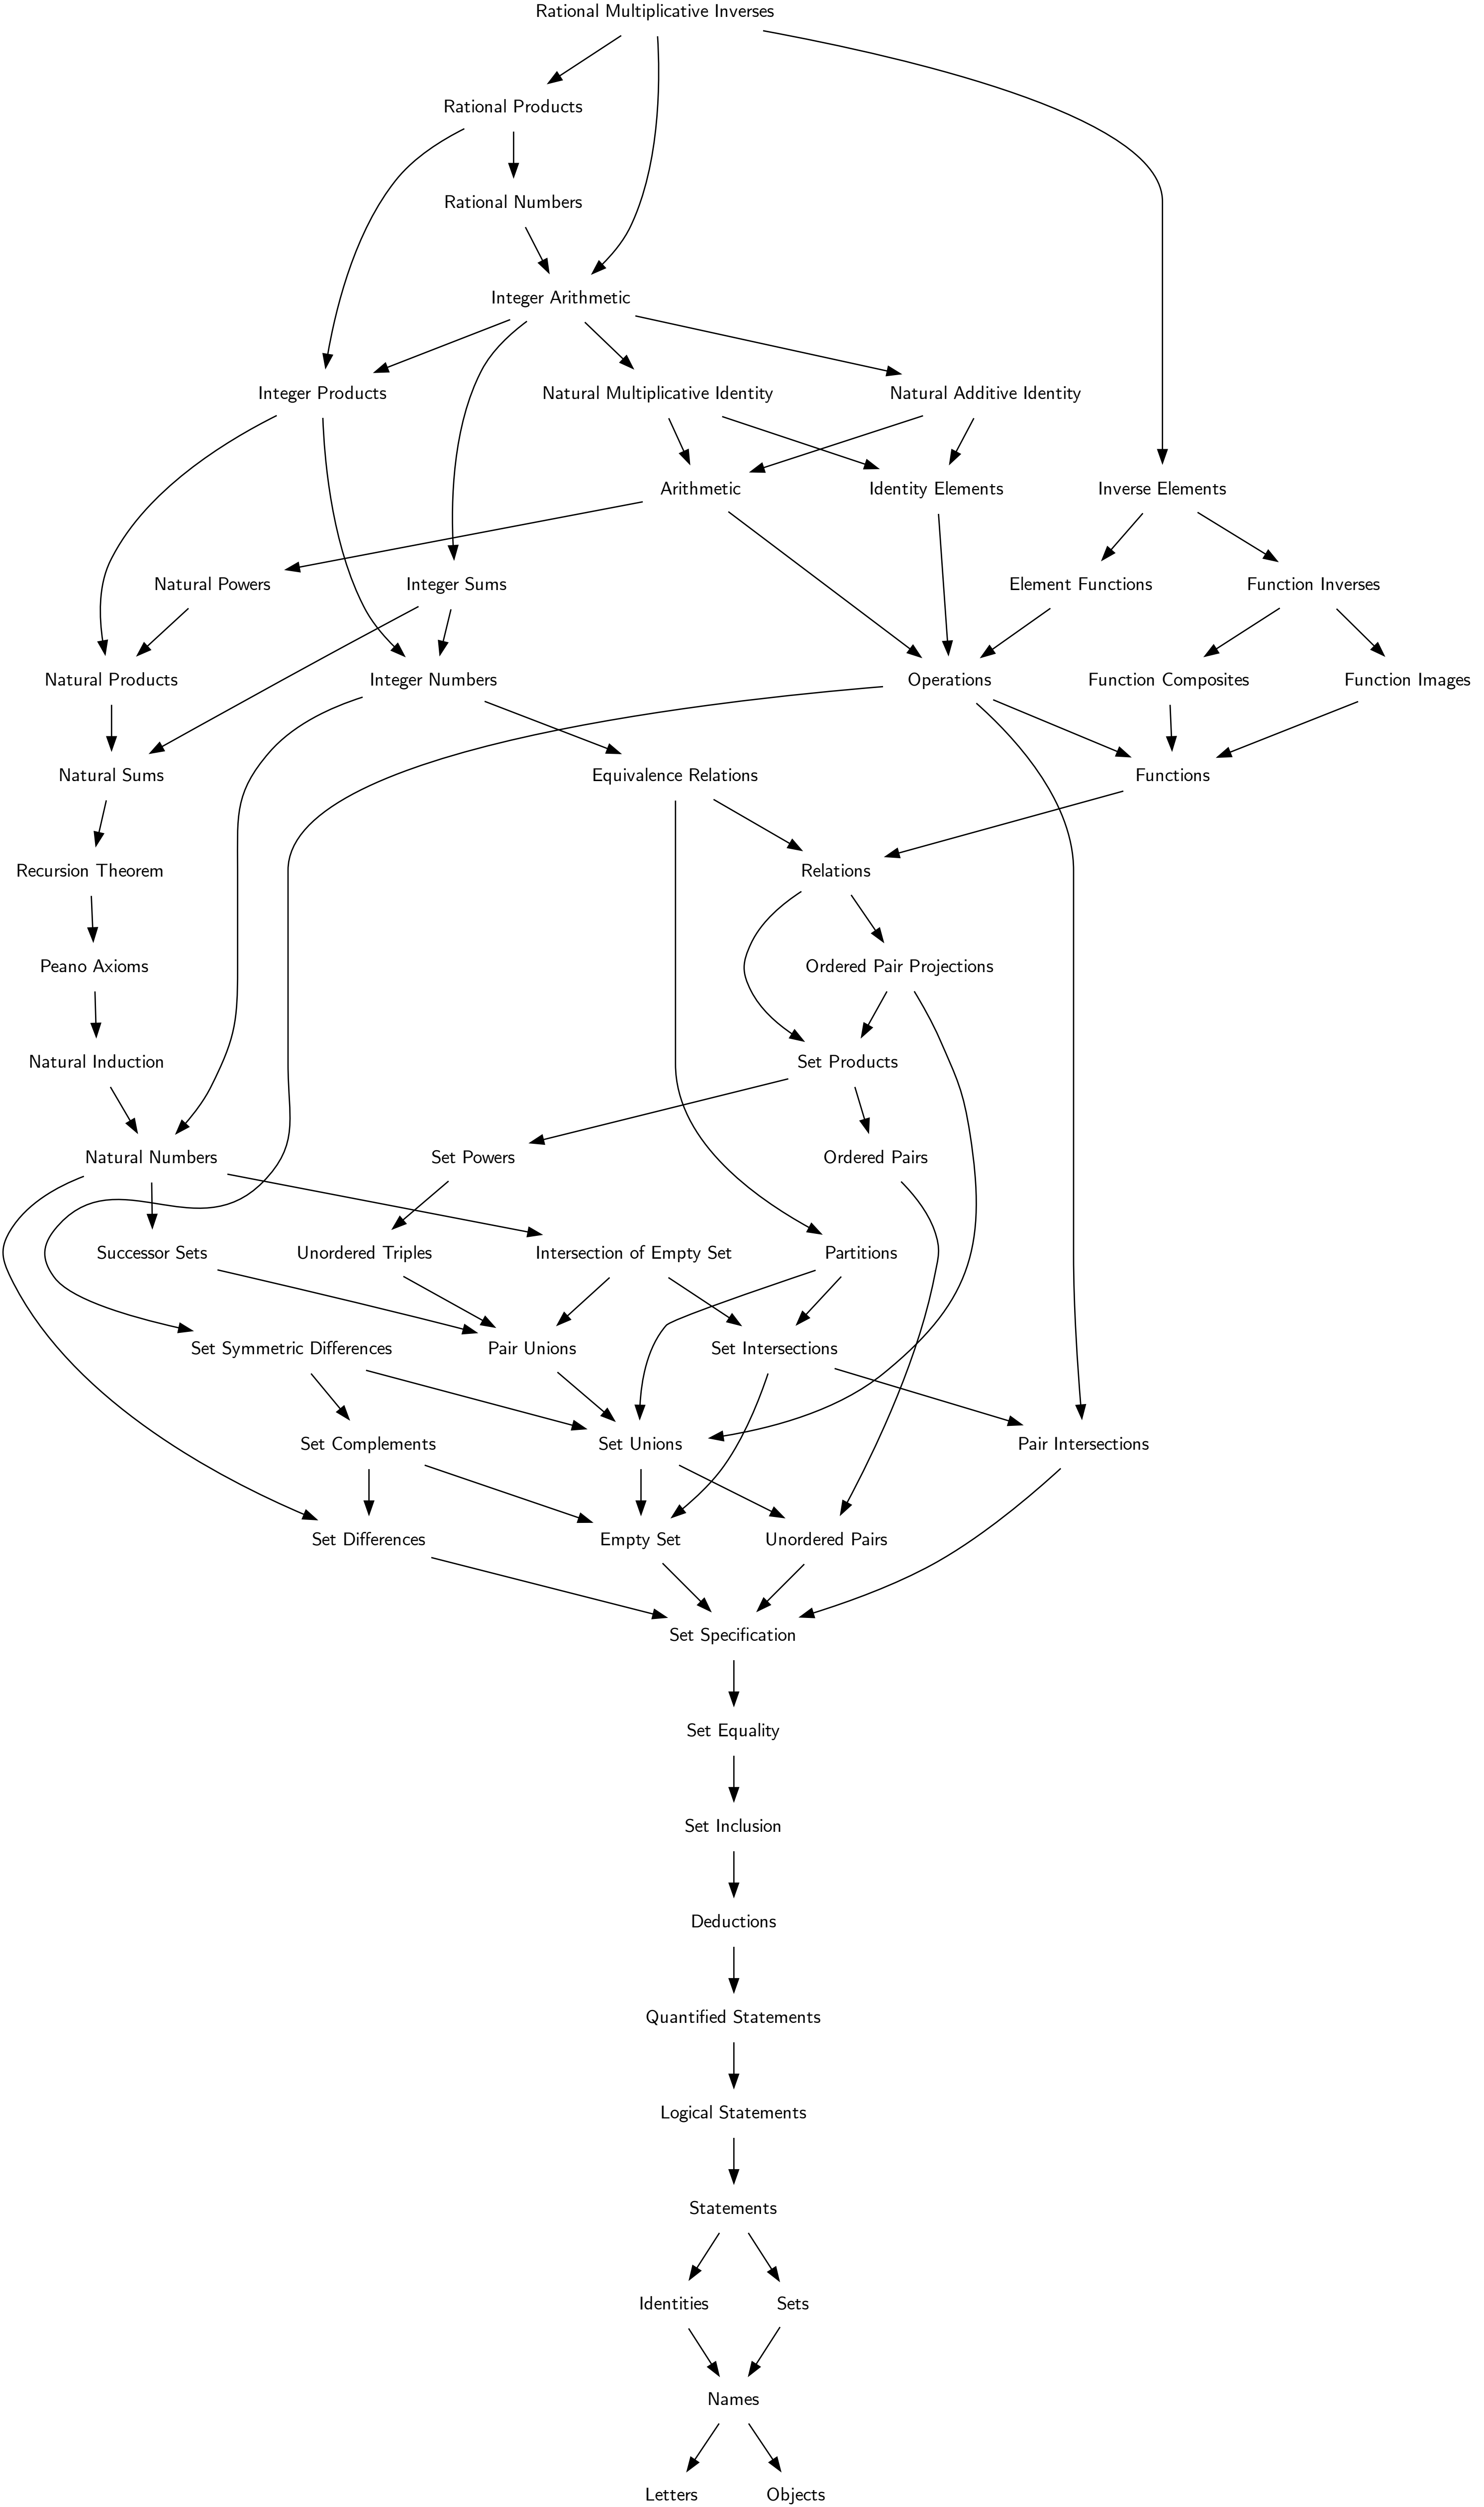 Rational Multiplicative Inverses
Rational Products
Rational Numbers
Integer Arithmetic
Integer Products
Natural Multiplicative Identity
Natural Additive Identity
Arithmetic
Identity Elements
Inverse Elements
Natural Powers
Integer Sums
Element Functions
Function Inverses
Natural Products
Integer Numbers
Operations
Function Composites
Function Images
Natural Sums
Equivalence Relations
Functions
Recursion Theorem
Relations
Peano Axioms
Ordered Pair Projections
Natural Induction
Set Products
Natural Numbers
Set Powers
Ordered Pairs
Successor Sets
Unordered Triples
Intersection of Empty Set
Partitions
Set Symmetric Differences
Pair Unions
Set Intersections
Set Complements
Set Unions
Pair Intersections
Set Differences
Empty Set
Unordered Pairs
Set Specification
Set Equality
Set Inclusion
Deductions
Quantified Statements
Logical Statements
Statements
Identities
Sets
Names
Letters
Objects